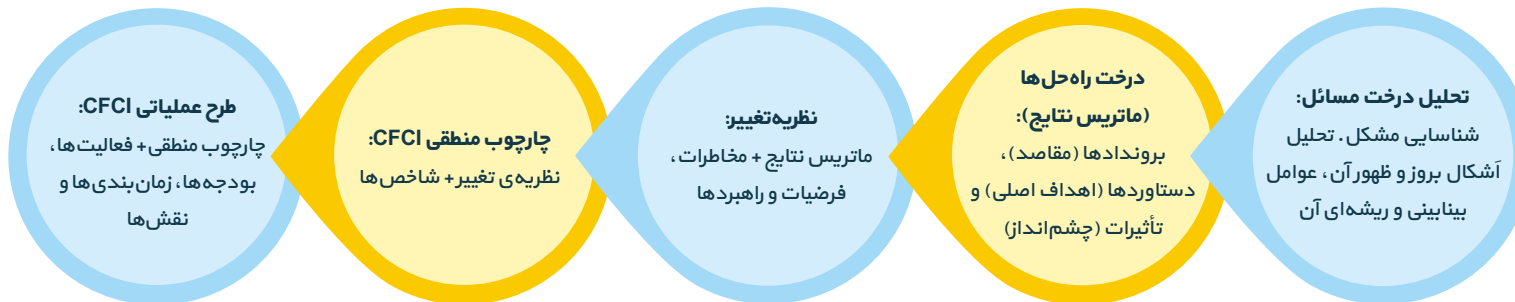 تحلیل درخت مسائل:
شناسایی مشکل. تحلیل
أشکال بروز و ظهور آن، عوامل
بینابینی و ریشه‌ای آن
درخت راه‌حل‌ها
(ماتریس نتایج):
بروندادها (مقاصد)،
دستاوردها (اهداف اصلی) و
تأثیرات (چشم‌انداز)
نظریه‌تغییر:
ماتریس نتایج + مخاطرات،
فرضیات و راهبردها
چارچوب منطقی CFCI:
نظریه‌ی تغییر+ شاخص‌ها
طرح عملیاتی CFCI:
چارچوب منطقی+ فعالیت‌ها،
بودجه‌ها، زمان‌بندی‌ها و
نقش‌ها